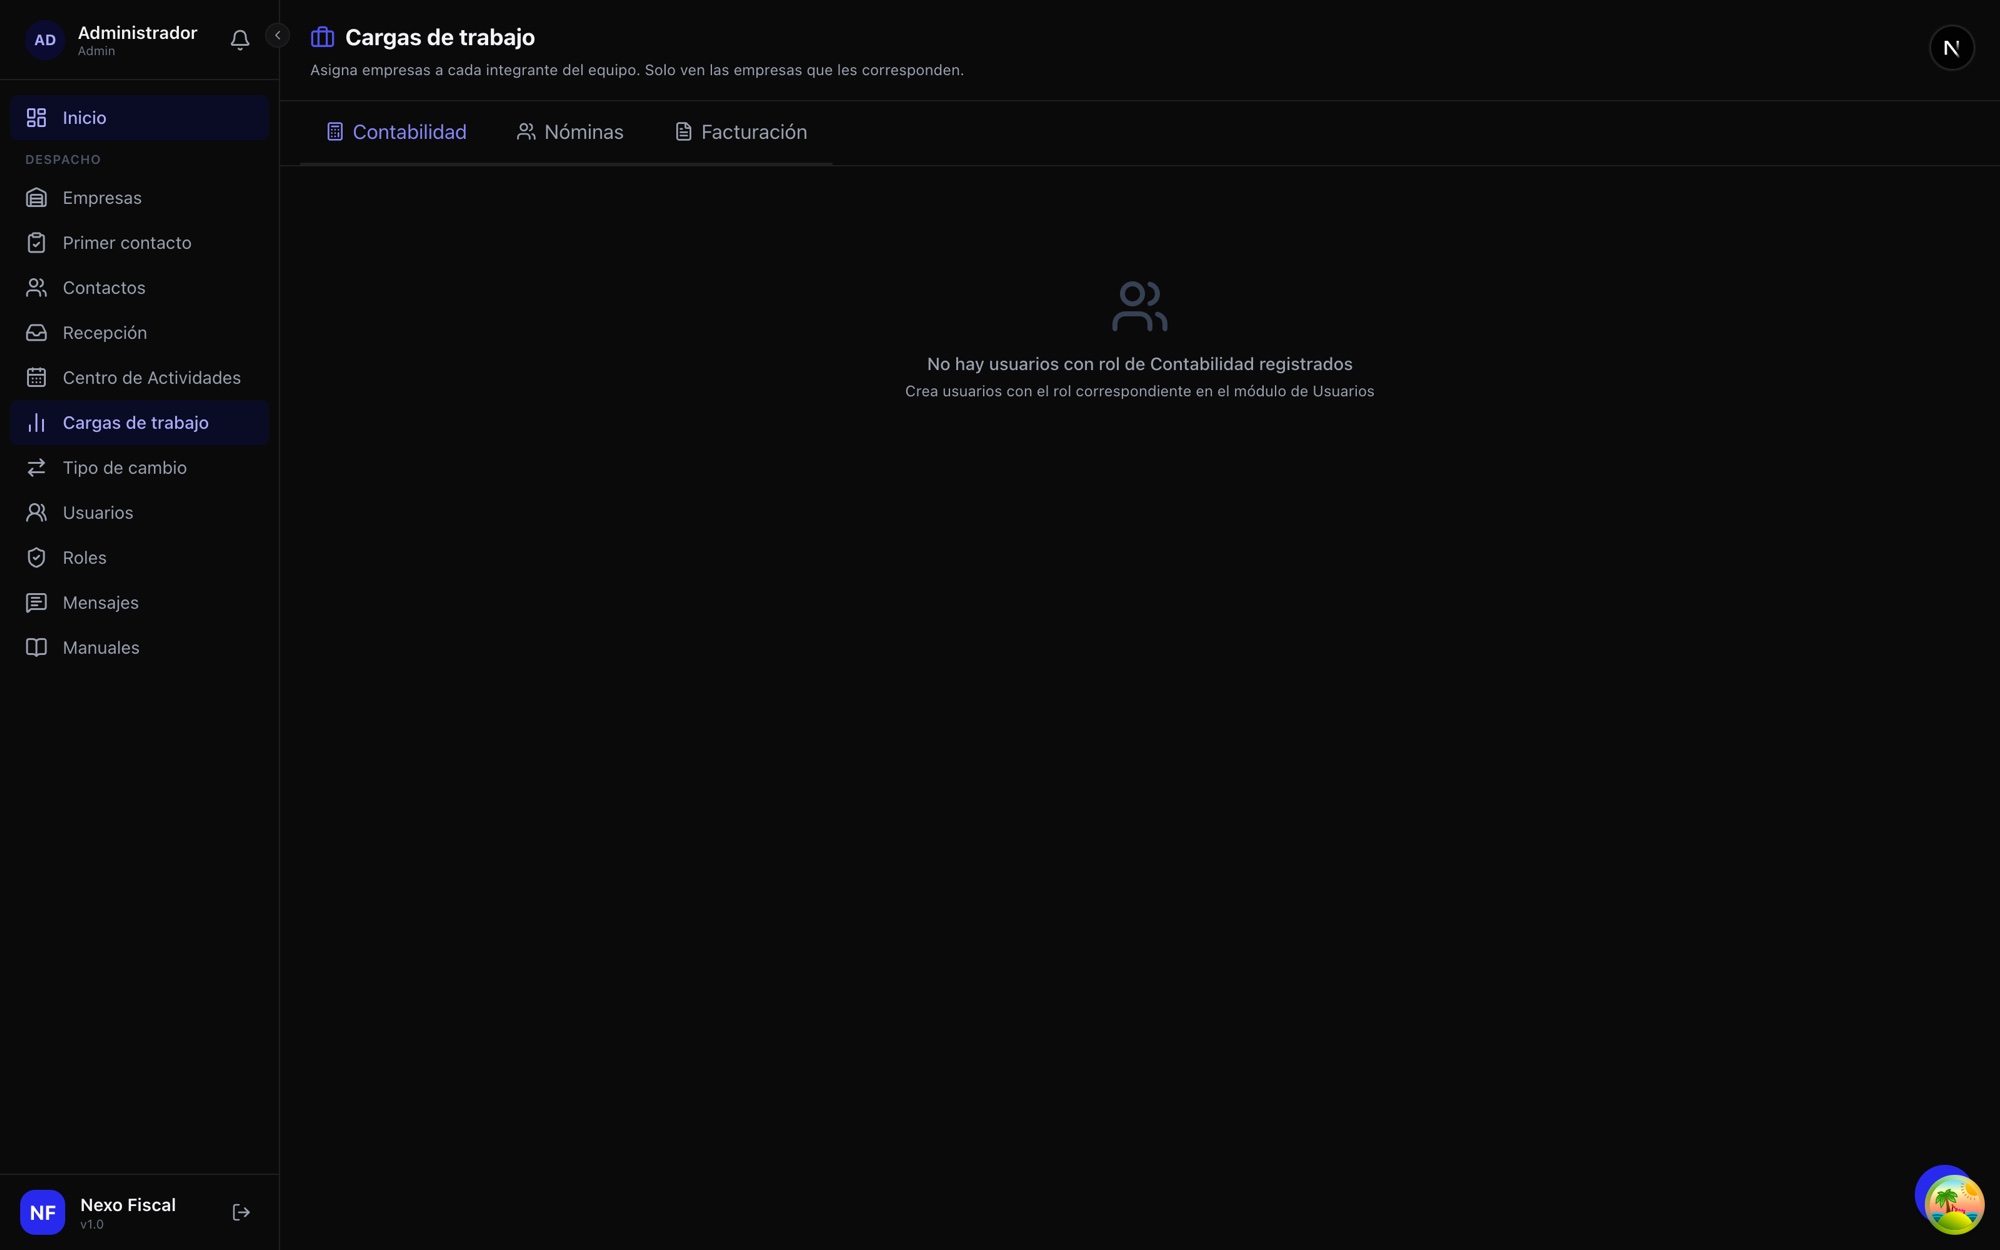 AD
Administrador
Admin
Inicio
DESPACHO
Empresas
Primer contacto
Contactos
Recepción
Centro de Actividades
Cargas de trabajo
Tipo de cambio
Usuarios
Roles
Mensajes
Manuales
NF
Nexo Fiscal
v1.0
Cargas de trabajo
Asigna empresas a cada integrante del equipo. Solo ven las empresas que les corresponden.
N
Contabilidad
Nóminas
Facturación
No hay usuarios con rol de Contabilidad registrados
Crea usuarios con el rol correspondiente en el módulo de Usuarios